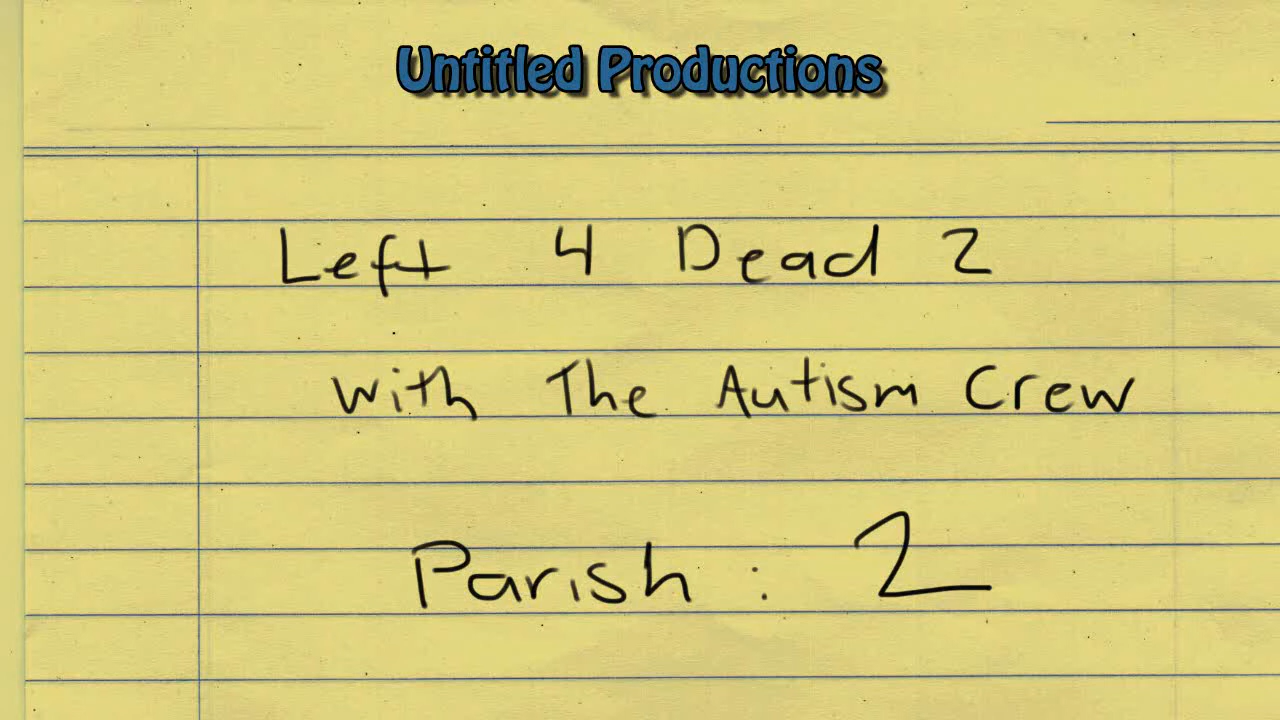 Untitled Productions
Left 4 Dead 2
With The Autism Crew
Parish : 2